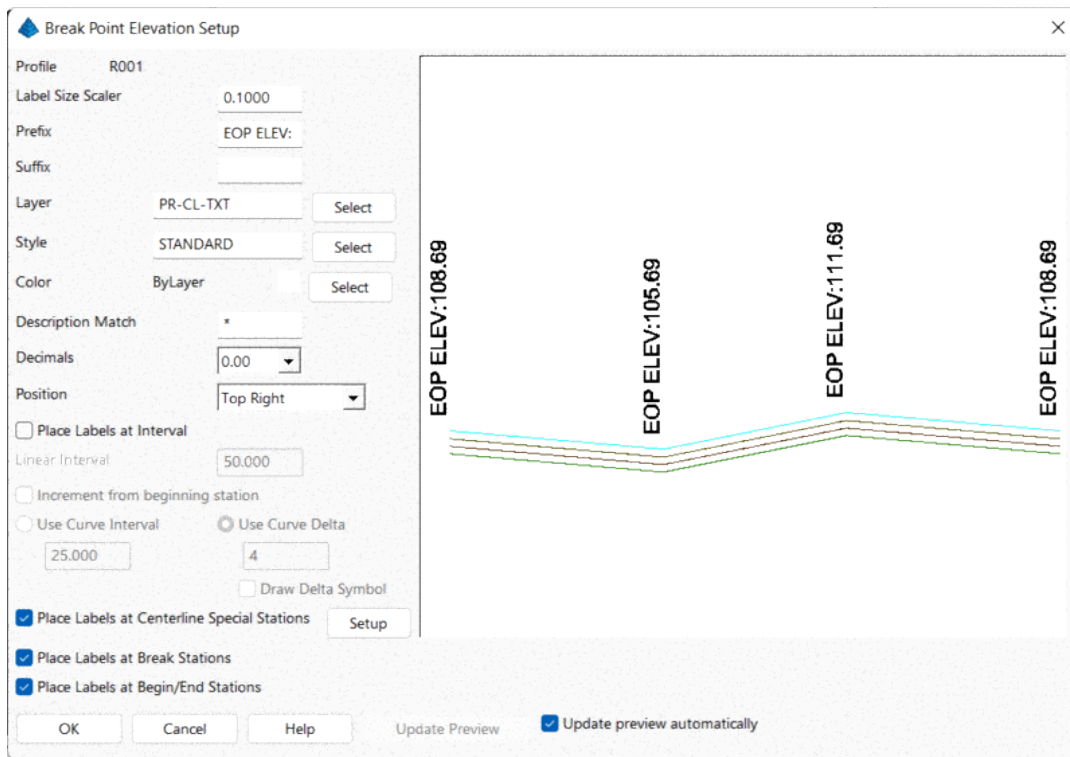 Break Point Elevation Setup
Profile R001
Label Size Scaler 0.1000
Prefix EOP ELEV:
Suffix
Layer PR-CL-TXT Select
Style STANDARD Select
Color ByLayer Select
Description Match *
Decimals 0.00
Position Top Right
Place Labels at Interval
Linear Interval 50.000
Increment from beginning station
Use Curve Interval Use Curve Delta
25.000 4
Draw Delta Symbol
Place Labels at Centerline Special Stations Setup
Place Labels at Break Stations
Place Labels at Begin/End Stations
OK Cancel Help Update Preview Update preview automatically
EOP ELEV:108.69
EOP ELEV:105.69
EOP ELEV:111.69
EOP ELEV:108.69